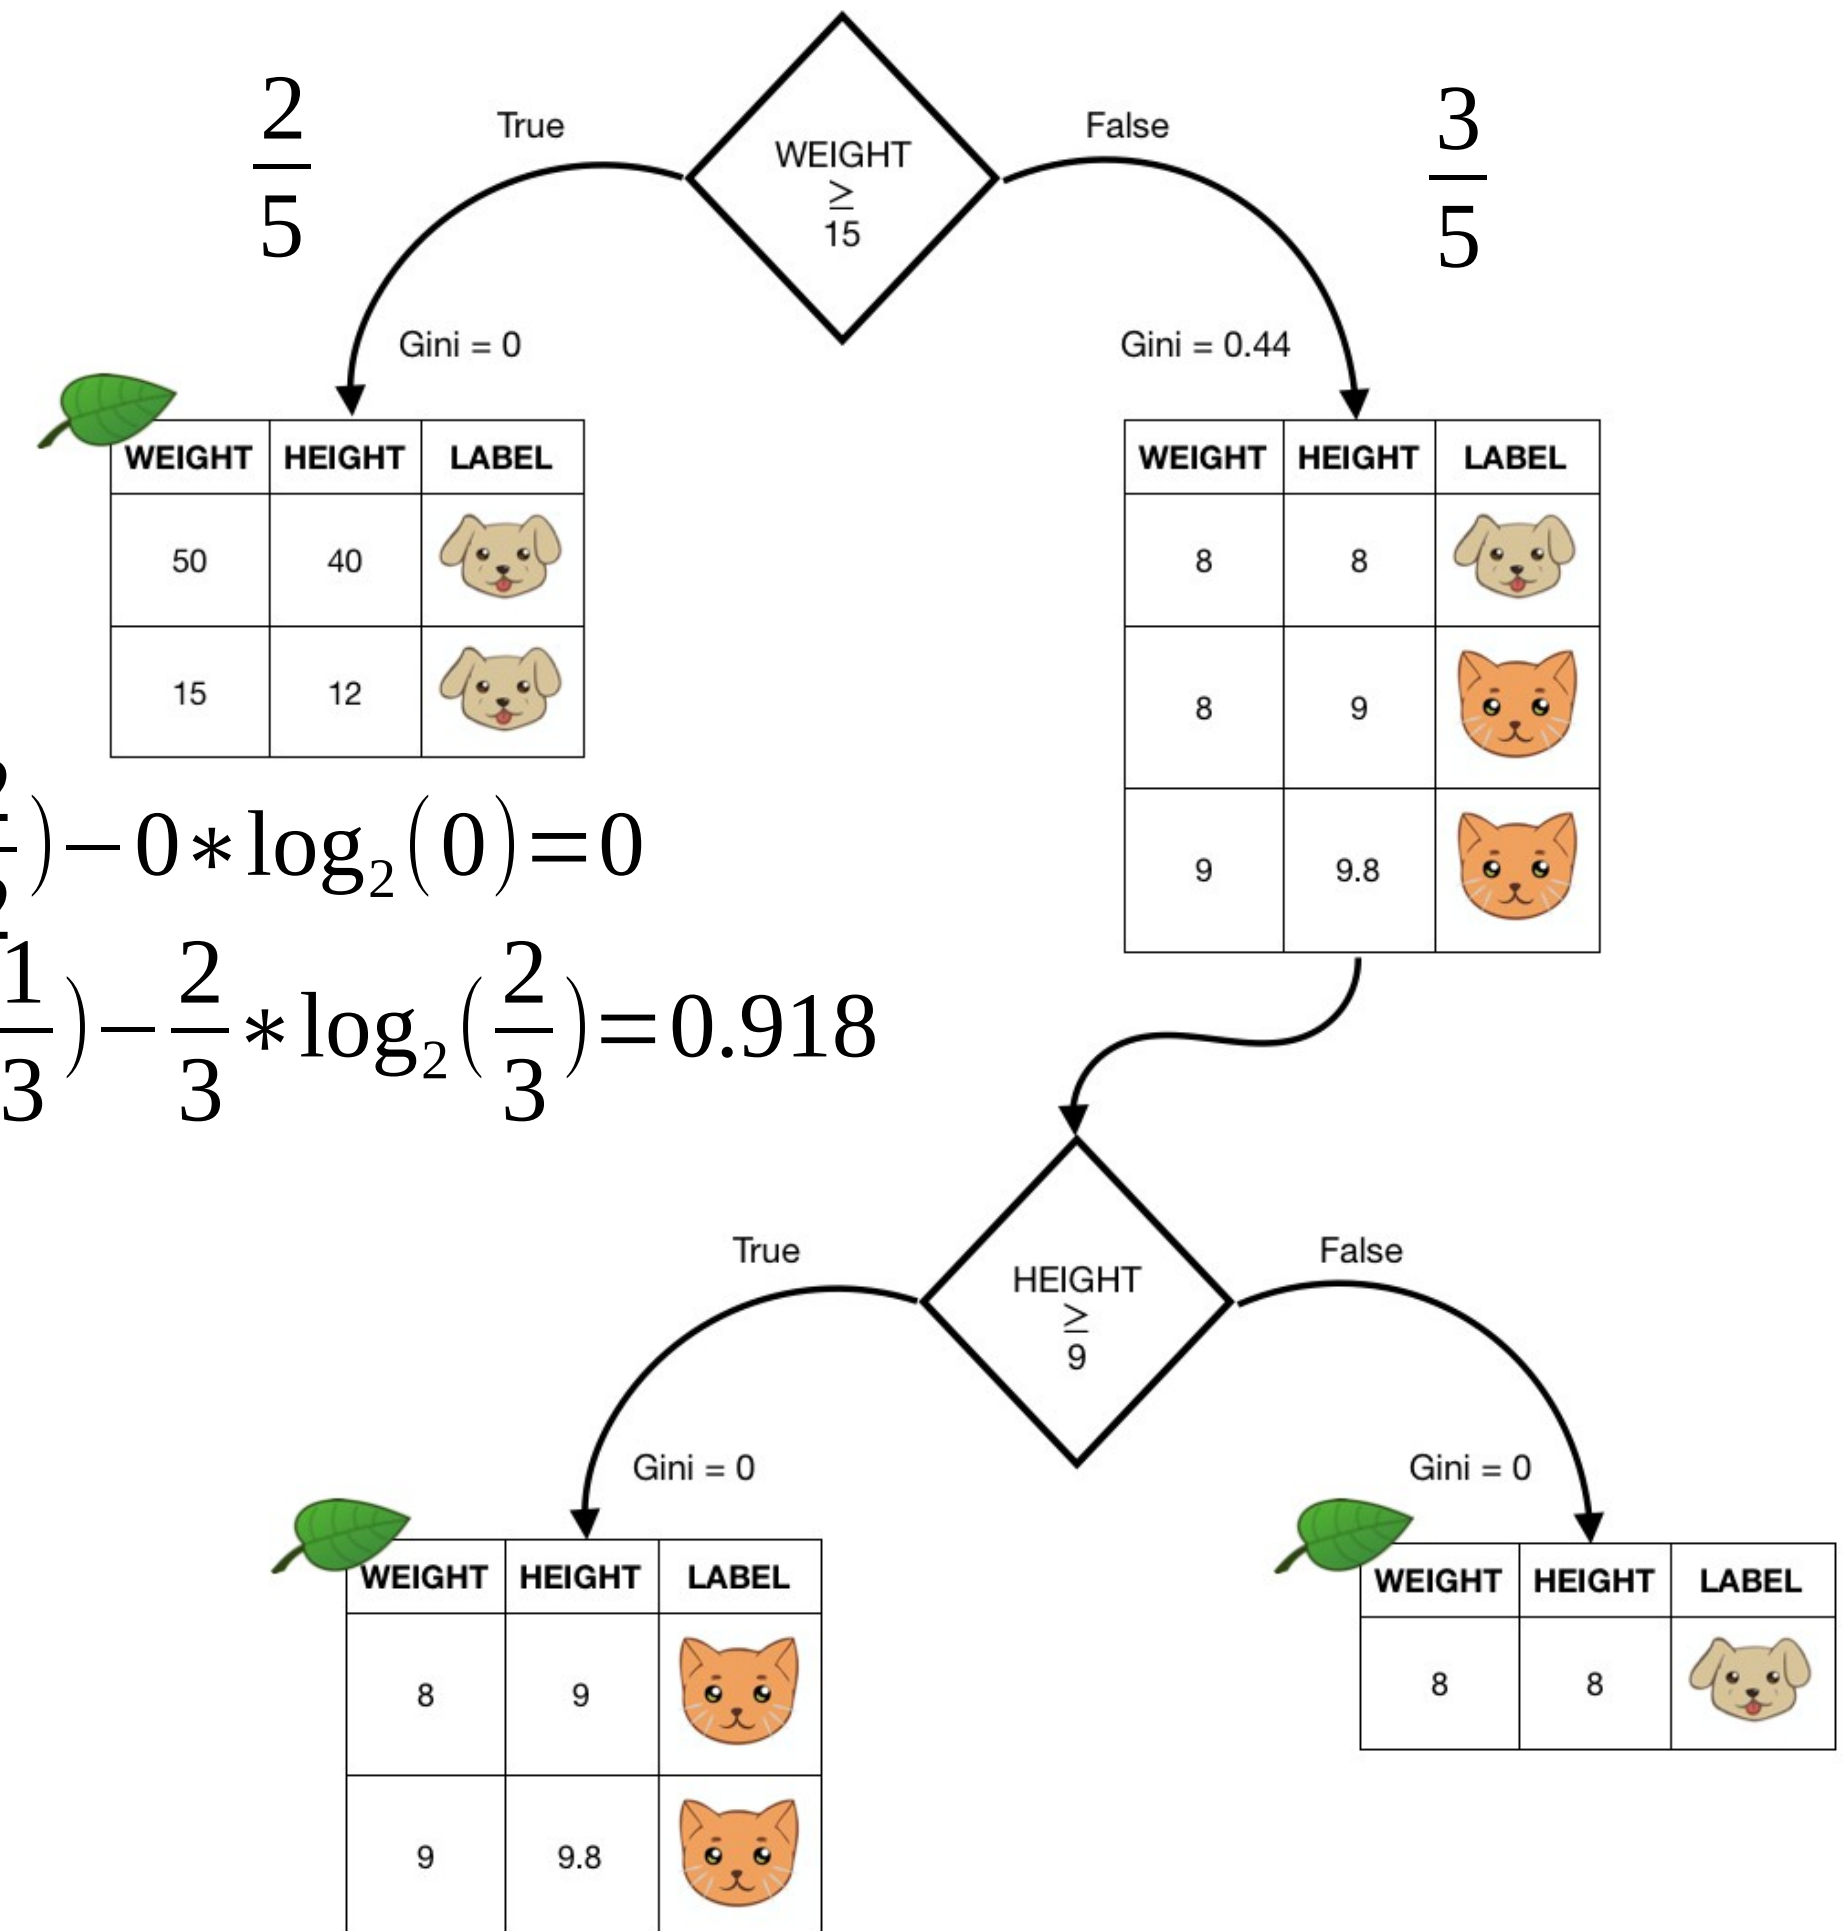 2/5
True
WEIGHT
≥
15
False
3/5
Gini = 0
Gini = 0.44
WEIGHT HEIGHT LABEL
50 40
15 12
WEIGHT HEIGHT LABEL
8 8
8 9
9 9.8
)−0∗log₂(0)=0
1/3)−2/3∗log₂(2/3)=0.918
True
HEIGHT
≥
9
False
Gini = 0
Gini = 0
WEIGHT HEIGHT LABEL
8 9
9 9.8
WEIGHT HEIGHT LABEL
8 8